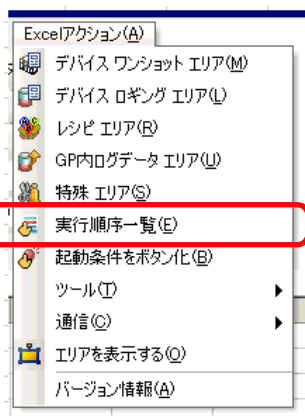 Excelアクション(A)
デバイス ワンショット エリア(M)
デバイス ロギング エリア(L)
レシピ エリア(R)
GP内ログデータ エリア(U)
特殊 エリア(S)
実行順序一覧(E)
起動条件をボタン化(B)
ツール(T)
通信(C)
エリアを表示する(O)
バージョン情報(A)